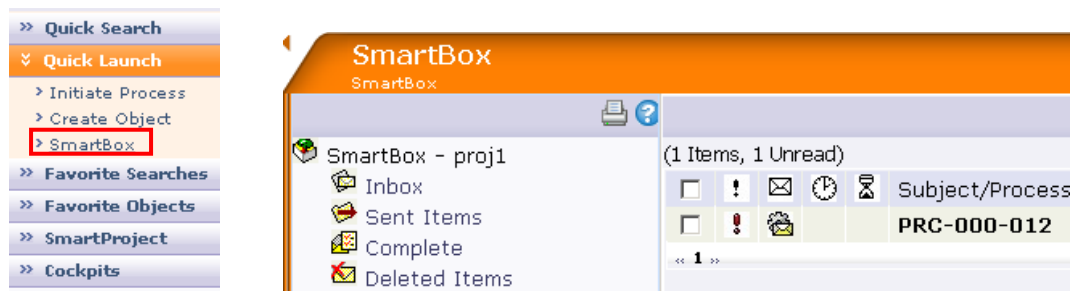 » Quick Search
Quick Launch
> Initiate Process
> Create Object
> SmartBox
» Favorite Searches
» Favorite Objects
» SmartProject
» Cockpits
SmartBox
SmartBox
SmartBox - proj1
Inbox
Sent Items
Complete
Deleted Items
(1 Items, 1 Unread)
! Subject/Process
! PRC-000-012
« 1 »